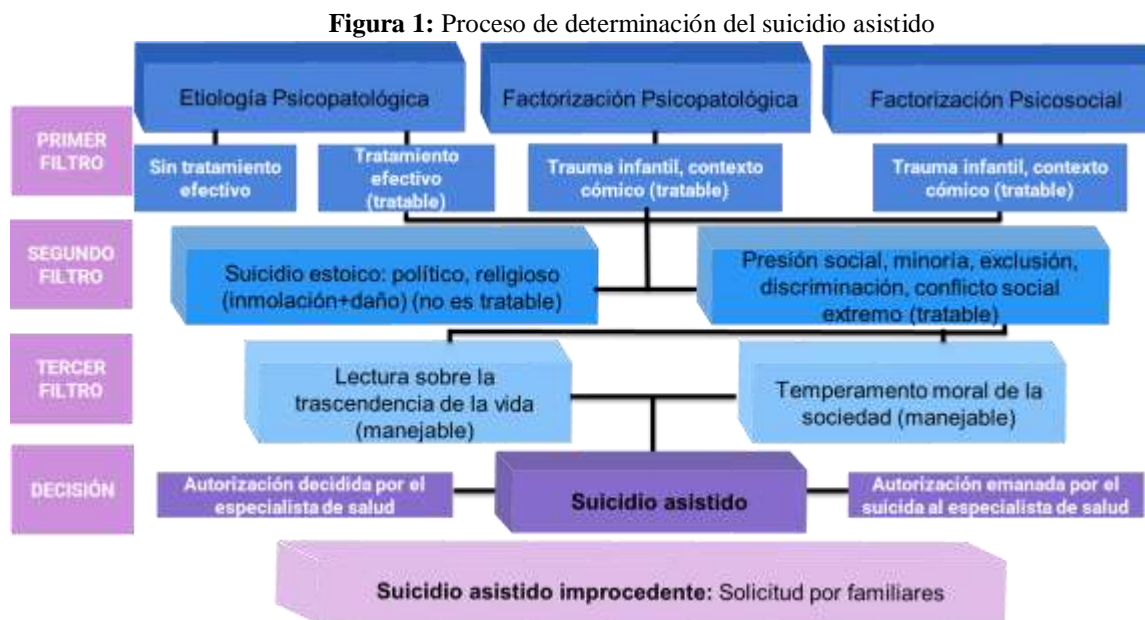 Figura 1: Proceso de determinación del suicidio asistido
Etiología Psicopatológica
Factorización Psicopatológica
Factorización Psicosocial
PRIMER
FILTRO
Sin tratamiento
efectivo
Tratamiento
efectivo
(tratable)
Trauma infantil, contexto
cómico (tratable)
Trauma infantil, contexto
cómico (tratable)
SEGUNDO
FILTRO
Suicidio estoico: político, religioso
(inmolación+daño) (no es tratable)
Presión social, minoría, exclusión,
discriminación, conflicto social
extremo (tratable)
TERCER
FILTRO
Lectura sobre la
trascendencia de la vida
(manejable)
Temperamento moral de la
sociedad (manejable)
DECISIÓN
Autorización decidida por el
especialista de salud
Suicidio asistido
Autorización emanada por el
suicida al especialista de salud
Suicidio asistido improcedente: Solicitud por familiares